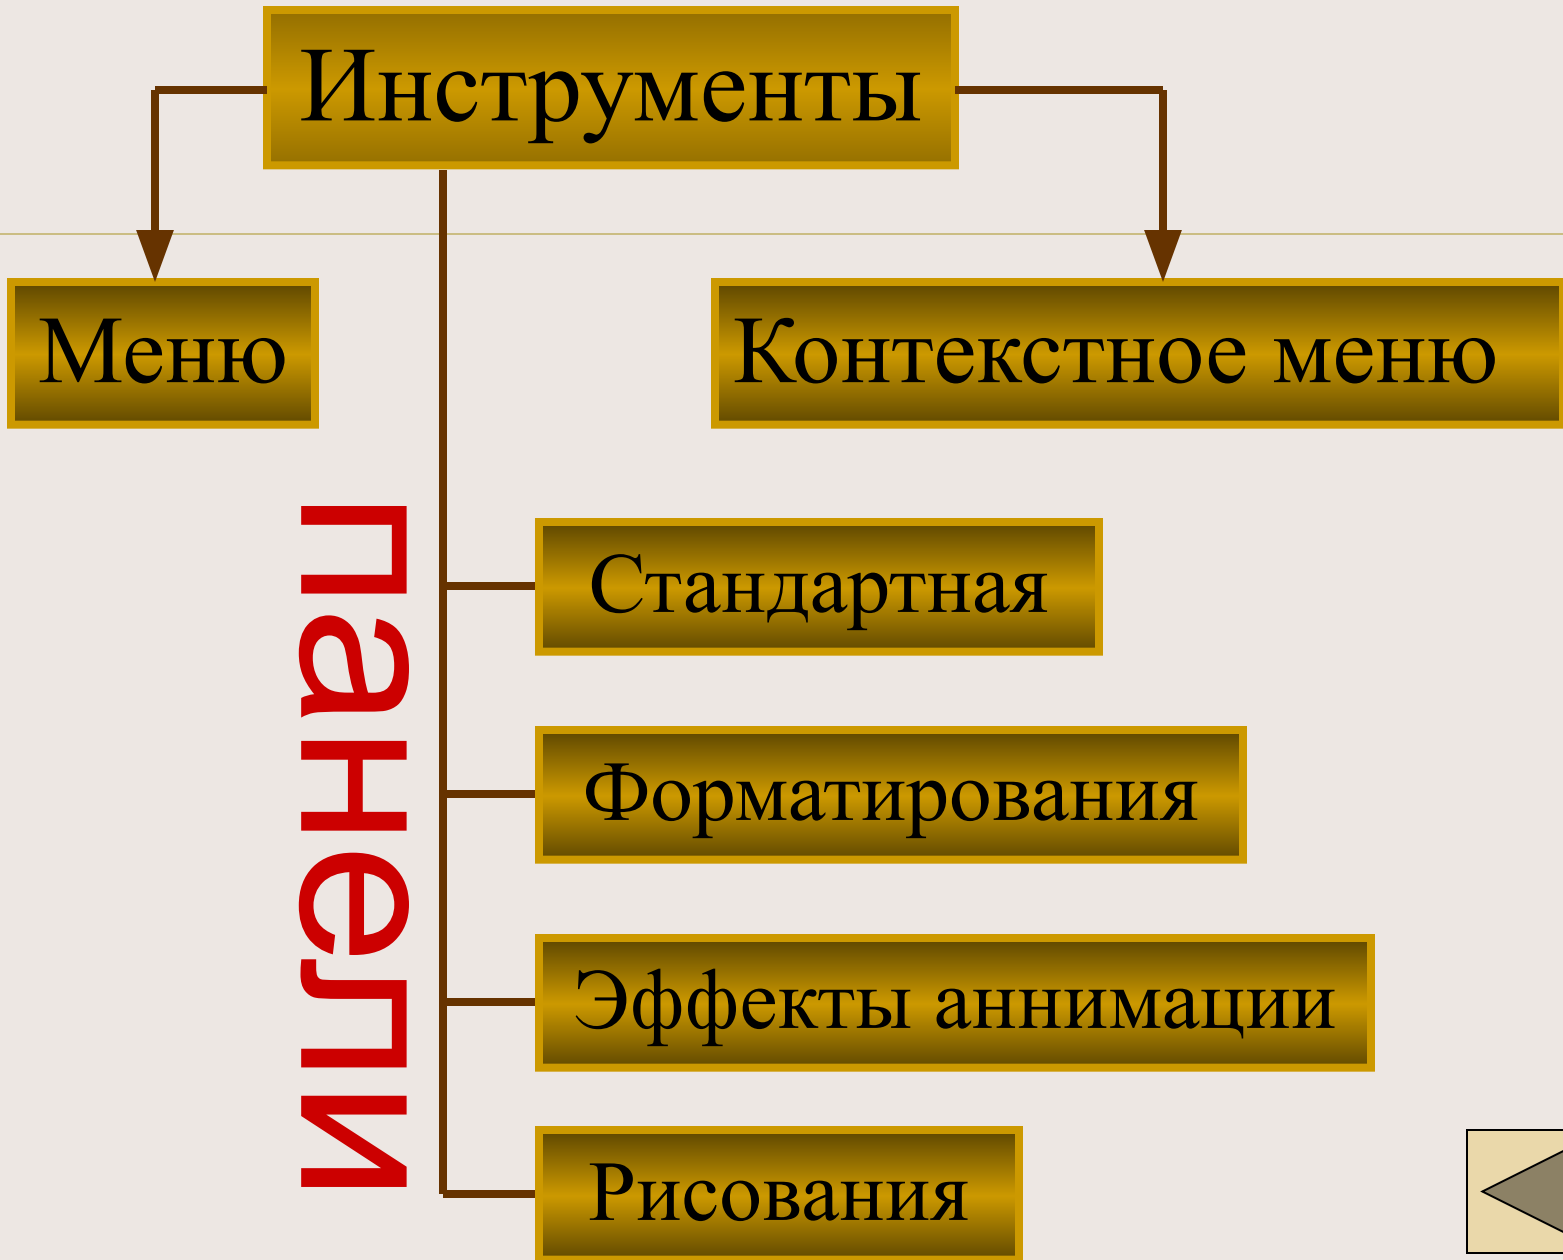 Инструменты
Меню
Контекстное меню
панели
Стандартная
Форматирования
Эффекты аннимации
Рисования